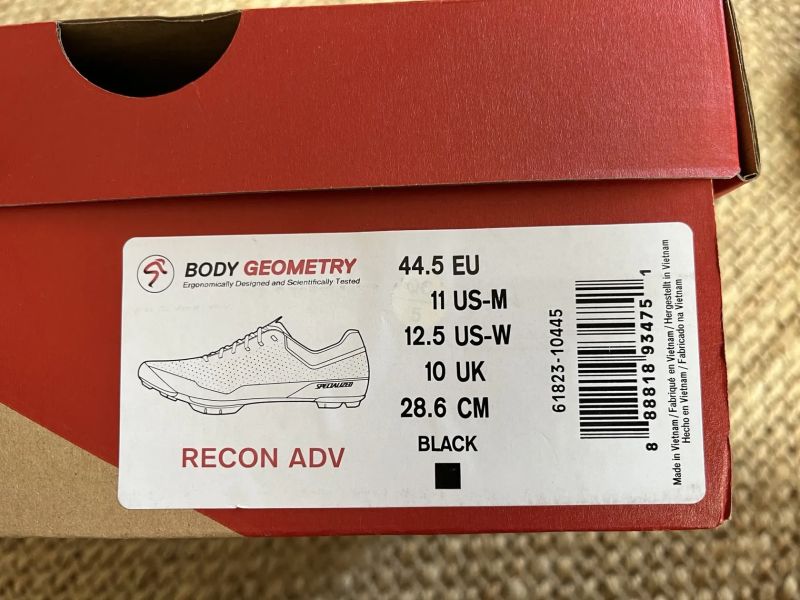 BODY GEOMETRY
Ergonomically Designed and Scientifically Tested
SPECIALIZED
RECON ADV
44.5 EU
11 US-M
12.5 US-W
10 UK
28.6 CM
BLACK
61823-10445
8 88818 93475 1
Made in Vietnam / Fabriqué en Vietnam / Hergestellt in Vietnam
Hecho en Vietnam / Fabricado na Vietnam